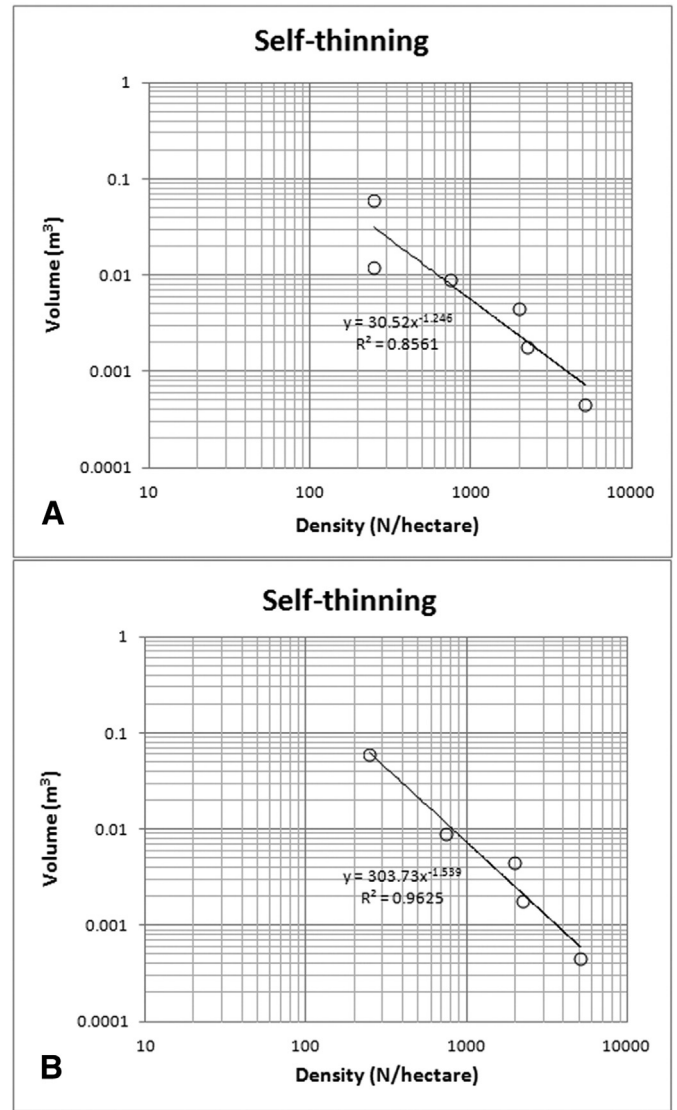 Self-thinning
1
0.1
0.01
0.001
0.0001
Volume (m³)
y = 30.52x⁻¹·²⁴⁶
R² = 0.8561
10 100 1000 10000
Density (N/hectare)
A
Self-thinning
1
0.1
0.01
0.001
0.0001
Volume (m³)
y = 303.73x⁻¹·⁵³⁹
R² = 0.9625
10 100 1000 10000
Density (N/hectare)
B